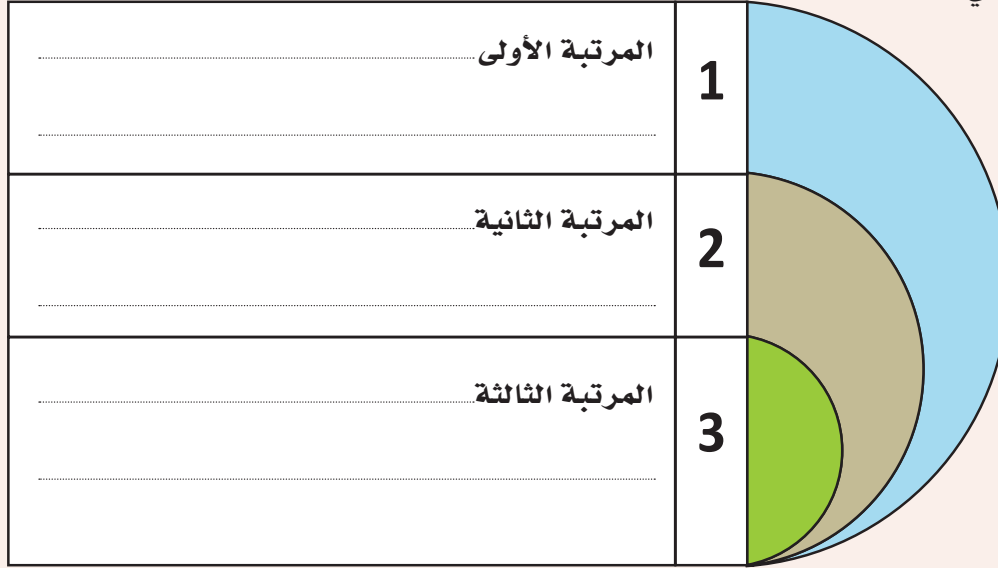 المرتبة الأولى
1
المرتبة الثانية
2
المرتبة الثالثة
3